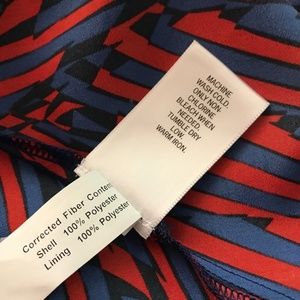 MACHINE
WASH COLD.
ONLY NON-
CHLORINE
BLEACH WHEN
NEEDED.
TUMBLE DRY
LOW.
WARM IRON.
Corrected Fiber Conten
Shell 100% Polyester
Lining 100% Polyester